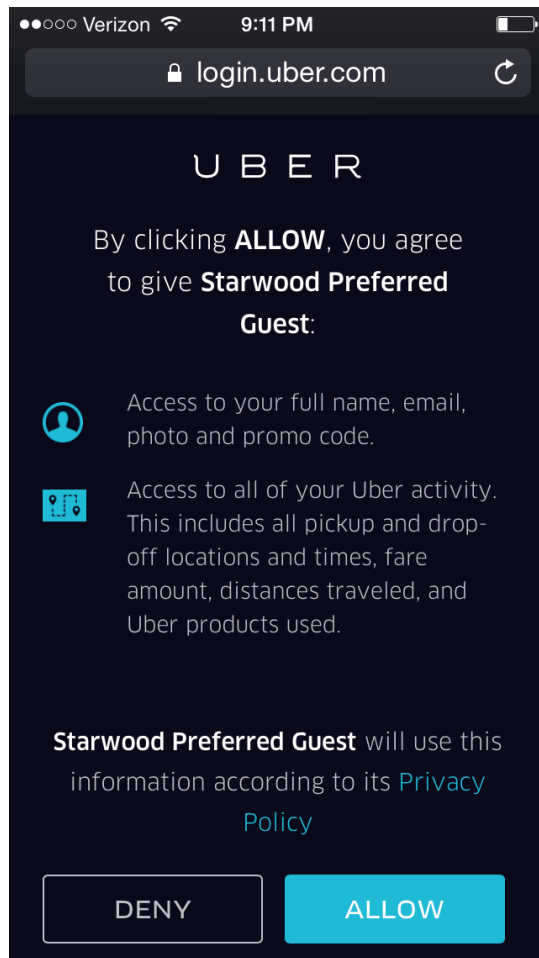 Verizon 9:11 PM
login.uber.com
UBER
By clicking ALLOW, you agree
to give Starwood Preferred
Guest:
Access to your full name, email,
photo and promo code.
Access to all of your Uber activity.
This includes all pickup and drop-
off locations and times, fare
amount, distances traveled, and
Uber products used.
Starwood Preferred Guest will use this
information according to its Privacy
Policy
DENY ALLOW